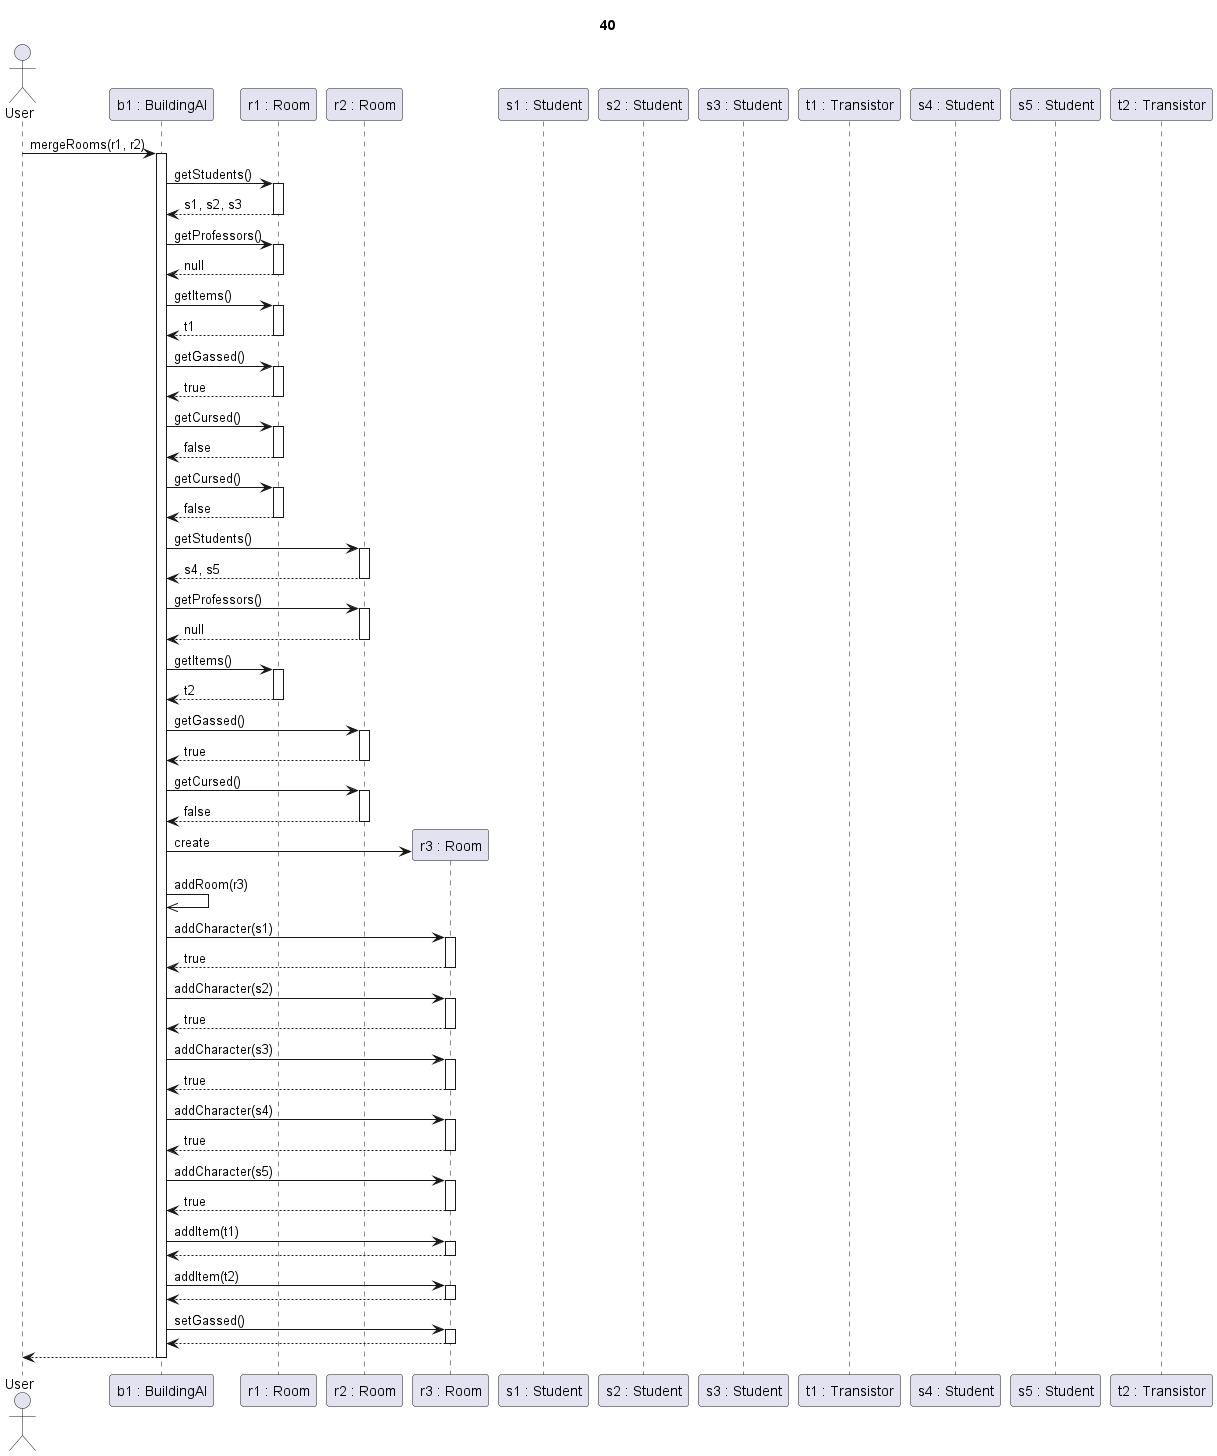 40
User
b1 : BuildingAI
r1 : Room
r2 : Room
s1 : Student
s2 : Student
s3 : Student
t1 : Transistor
s4 : Student
s5 : Student
t2 : Transistor
mergeRooms(r1, r2)
getStudents()
s1, s2, s3
getProfessors()
null
getItems()
t1
getGassed()
true
getCursed()
false
getCursed()
false
getStudents()
s4, s5
getProfessors()
null
getItems()
t2
getGassed()
true
getCursed()
false
create
r3 : Room
addRoom(r3)
addCharacter(s1)
true
addCharacter(s2)
true
addCharacter(s3)
true
addCharacter(s4)
true
addCharacter(s5)
true
addItem(t1)
addItem(t2)
setGassed()
User
b1 : BuildingAI
r1 : Room
r2 : Room
r3 : Room
s1 : Student
s2 : Student
s3 : Student
t1 : Transistor
s4 : Student
s5 : Student
t2 : Transistor